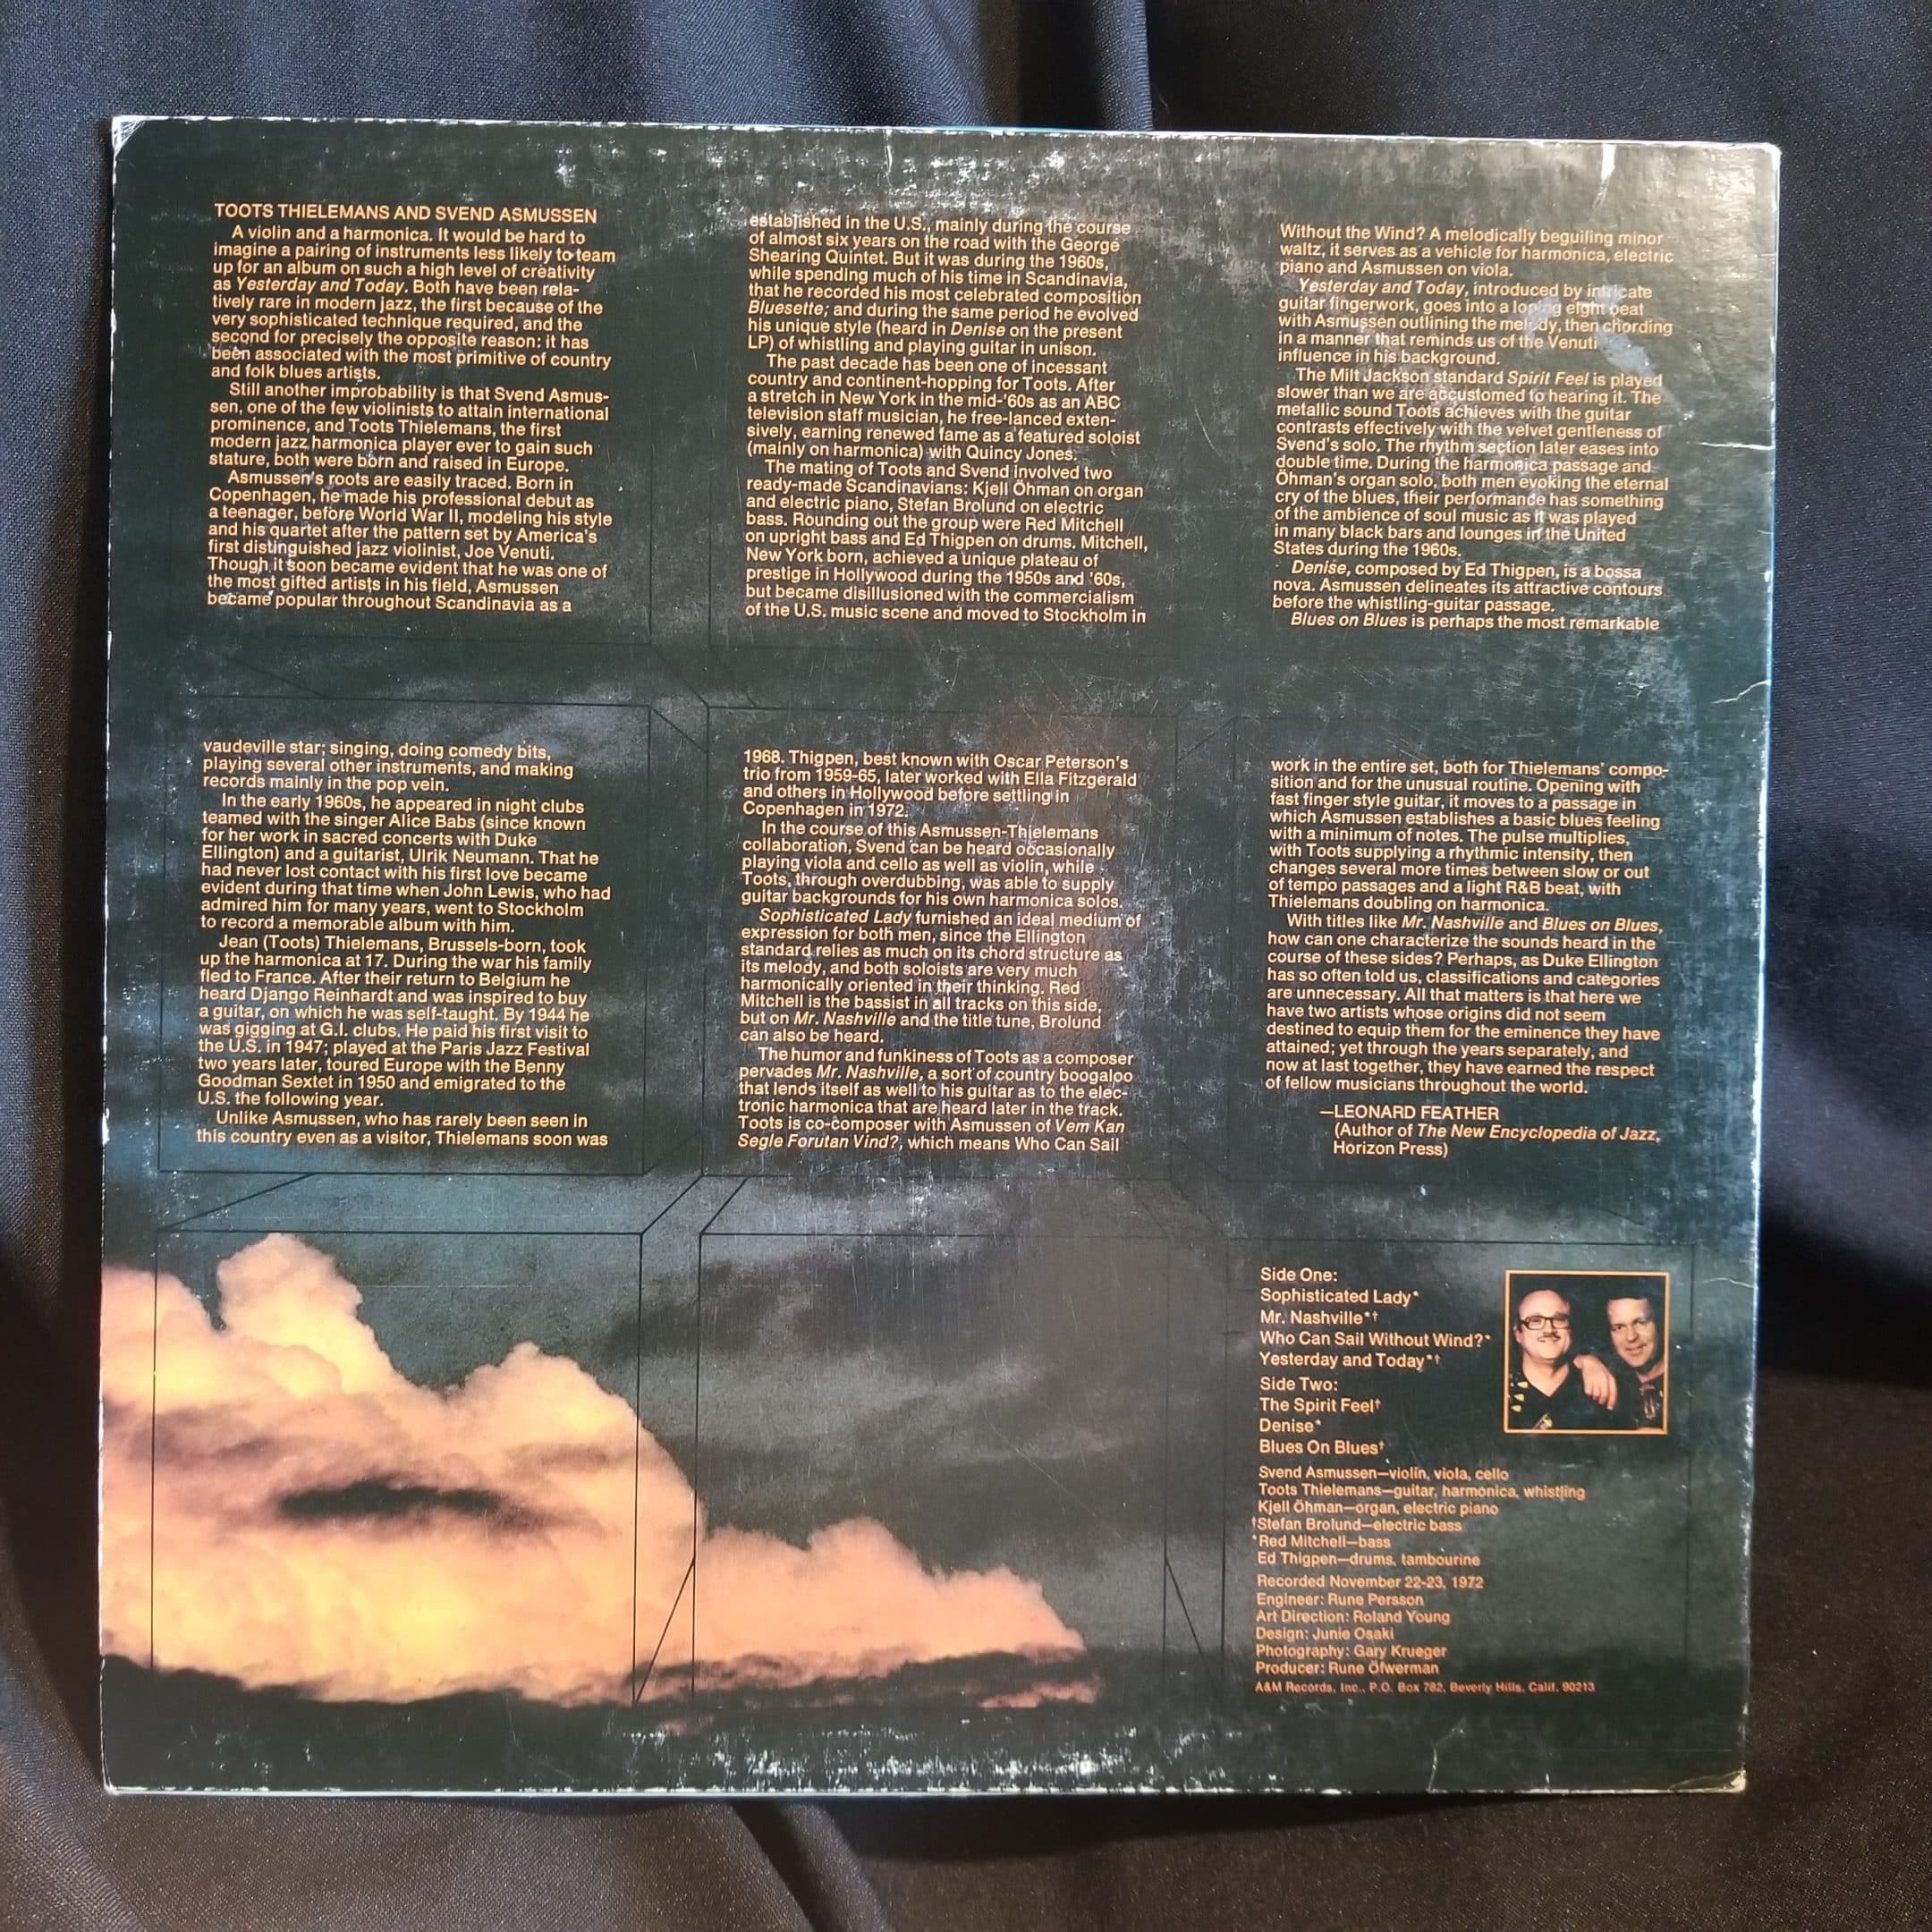 TOOTS THIELEMANS AND SVEND ASMUSSEN
A violin and a harmonica. It would be hard to
imagine a pairing of instruments less likely to team
up for an album on such a high level of creativity
as Yesterday and Today. Both have been rela-
tively rare in modern jazz, the first because of the
very sophisticated technique required, and the
second for precisely the opposite reason: it has
been associated with the most primitive of country
and folk blues artists.
Still another improbability is that Svend Asmus-
sen, one of the few violinists to attain international
prominence, and Toots Thielemans, the first
modern jazz harmonica player ever to gain such
stature, both were born and raised in Europe.
Asmussen's roots are easily traced. Born in
Copenhagen, he made his professional debut as
a teenager, before World War II, modeling his style
and his quartet after the pattern set by America's
first distinguished jazz violinist, Joe Venuti.
Though it soon became evident that he was one of
the most gifted artists in his field, Asmussen
became popular throughout Scandinavia as a
vaudeville star; singing, doing comedy bits,
playing several other instruments, and making
records mainly in the pop vein.
In the early 1960s, he appeared in night clubs
teamed with the singer Alice Babs (since known
for her work in sacred concerts with Duke
Ellington) and a guitarist, Ulrik Neumann. That he
had never lost contact with his first love became
evident during that time when John Lewis, who had
admired him for many years, went to Stockholm
to record a memorable album with him.
Jean (Toots) Thielemans, Brussels-born, took
up the harmonica at 17. During the war his family
fled to France. After their return to Belgium he
heard Django Reinhardt and was inspired to buy
a guitar, on which he was self-taught. By 1944 he
was gigging at G.I. clubs. He paid his first visit to
the U.S. in 1947; played at the Paris Jazz Festival
two years later, toured Europe with the Benny
Goodman Sextet in 1950 and emigrated to the
U.S. the following year.
Unlike Asmussen, who has rarely been seen in
this country even as a visitor, Thielemans soon was
established in the U.S., mainly during the course
of almost six years on the road with the George
Shearing Quintet. But it was during the 1960s,
while spending much of his time in Scandinavia,
that he recorded his most celebrated composition
Bluesette; and during the same period he evolved
his unique style (heard in Denise on the present
LP) of whistling and playing guitar in unison.
The past decade has been one of incessant
country and continent-hopping for Toots. After
a stretch in New York in the mid-'60s as an ABC
television staff musician, he free-lanced exten-
sively, earning renewed fame as a featured soloist
(mainly on harmonica) with Quincy Jones.
The mating of Toots and Svend involved two
ready-made Scandinavians: Kjell Öhman on organ
and electric piano, Stefan Brolund on electric
bass. Rounding out the group were Red Mitchell
on upright bass and Ed Thigpen on drums. Mitchell,
New York born, achieved a unique plateau of
prestige in Hollywood during the 1950s and '60s,
but became disillusioned with the commercialism
of the U.S. music scene and moved to Stockholm in
1968. Thigpen, best known with Oscar Peterson's
trio from 1959-65, later worked with Ella Fitzgerald
and others in Hollywood before settling in
Copenhagen in 1972.
In the course of this Asmussen-Thielemans
collaboration, Svend can be heard occasionally
playing viola and cello as well as violin, while
Toots, through overdubbing, was able to supply
guitar backgrounds for his own harmonica solos.
Sophisticated Lady furnished an ideal medium of
expression for both men, since the Ellington
standard relies as much on its chord structure as
its melody, and both soloists are very much
harmonically oriented in their thinking. Red
Mitchell is the bassist in all tracks on this side,
but on Mr. Nashville and the title tune, Brolund
can also be heard.
The humor and funkiness of Toots as a composer
pervades Mr. Nashville, a sort of country boogaloo
that lends itself as well to his guitar as to the elec-
tronic harmonica that are heard later in the track.
Toots is co-composer with Asmussen of Vem Kan
Segle Forutan Vind?, which means Who Can Sail
Without the Wind? A melodically beguiling minor
waltz, it serves as a vehicle for harmonica, electric
piano and Asmussen on viola.
Yesterday and Today, introduced by intricate
guitar fingerwork, goes into a loping eight beat
with Asmussen outlining the melody, then chording
in a manner that reminds us of the Venuti
influence in his background.
The Milt Jackson standard Spirit Feel is played
slower than we are accustomed to hearing it. The
metallic sound Toots achieves with the guitar
contrasts effectively with the velvet gentleness of
Svend's solo. The rhythm section later eases into
double time. During the harmonica passage and
Öhman's organ solo, both men evoking the eternal
cry of the blues, their performance has something
of the ambience of soul music as it was played
in many black bars and lounges in the United
States during the 1960s.
Denise, composed by Ed Thigpen, is a bossa
nova. Asmussen delineates its attractive contours
before the whistling-guitar passage.
Blues on Blues is perhaps the most remarkable
work in the entire set, both for Thielemans' compo-
sition and for the unusual routine. Opening with
fast finger style guitar, it moves to a passage in
which Asmussen establishes a basic blues feeling
with a minimum of notes. The pulse multiplies,
with Toots supplying a rhythmic intensity, then
changes several more times between slow or out
of tempo passages and a light R&B beat, with
Thielemans doubling on harmonica.
With titles like Mr. Nashville and Blues on Blues,
how can one characterize the sounds heard in the
course of these sides? Perhaps, as Duke Ellington
has so often told us, classifications and categories
are unnecessary. All that matters is that here we
have two artists whose origins did not seem
destined to equip them for the eminence they have
attained; yet through the years separately, and
now at last together, they have earned the respect
of fellow musicians throughout the world.
—LEONARD FEATHER
(Author of The New Encyclopedia of Jazz,
Horizon Press)
Side One:
Sophisticated Lady*
Mr. Nashville*†
Who Can Sail Without Wind?*
Yesterday and Today*†
Side Two:
The Spirit Feel†
Denise*
Blues On Blues†
Svend Asmussen—violin, viola, cello
Toots Thielemans—guitar, harmonica, whistling
Kjell Öhman—organ, electric piano
†Stefan Brolund—electric bass
*Red Mitchell—bass
Ed Thigpen—drums, tambourine
Recorded November 22-23, 1972
Engineer: Rune Persson
Art Direction: Roland Young
Design: Junie Osaki
Photography: Gary Krueger
Producer: Rune Öfwerman
A&M Records, Inc., P.O. Box 782, Beverly Hills, Calif. 90213